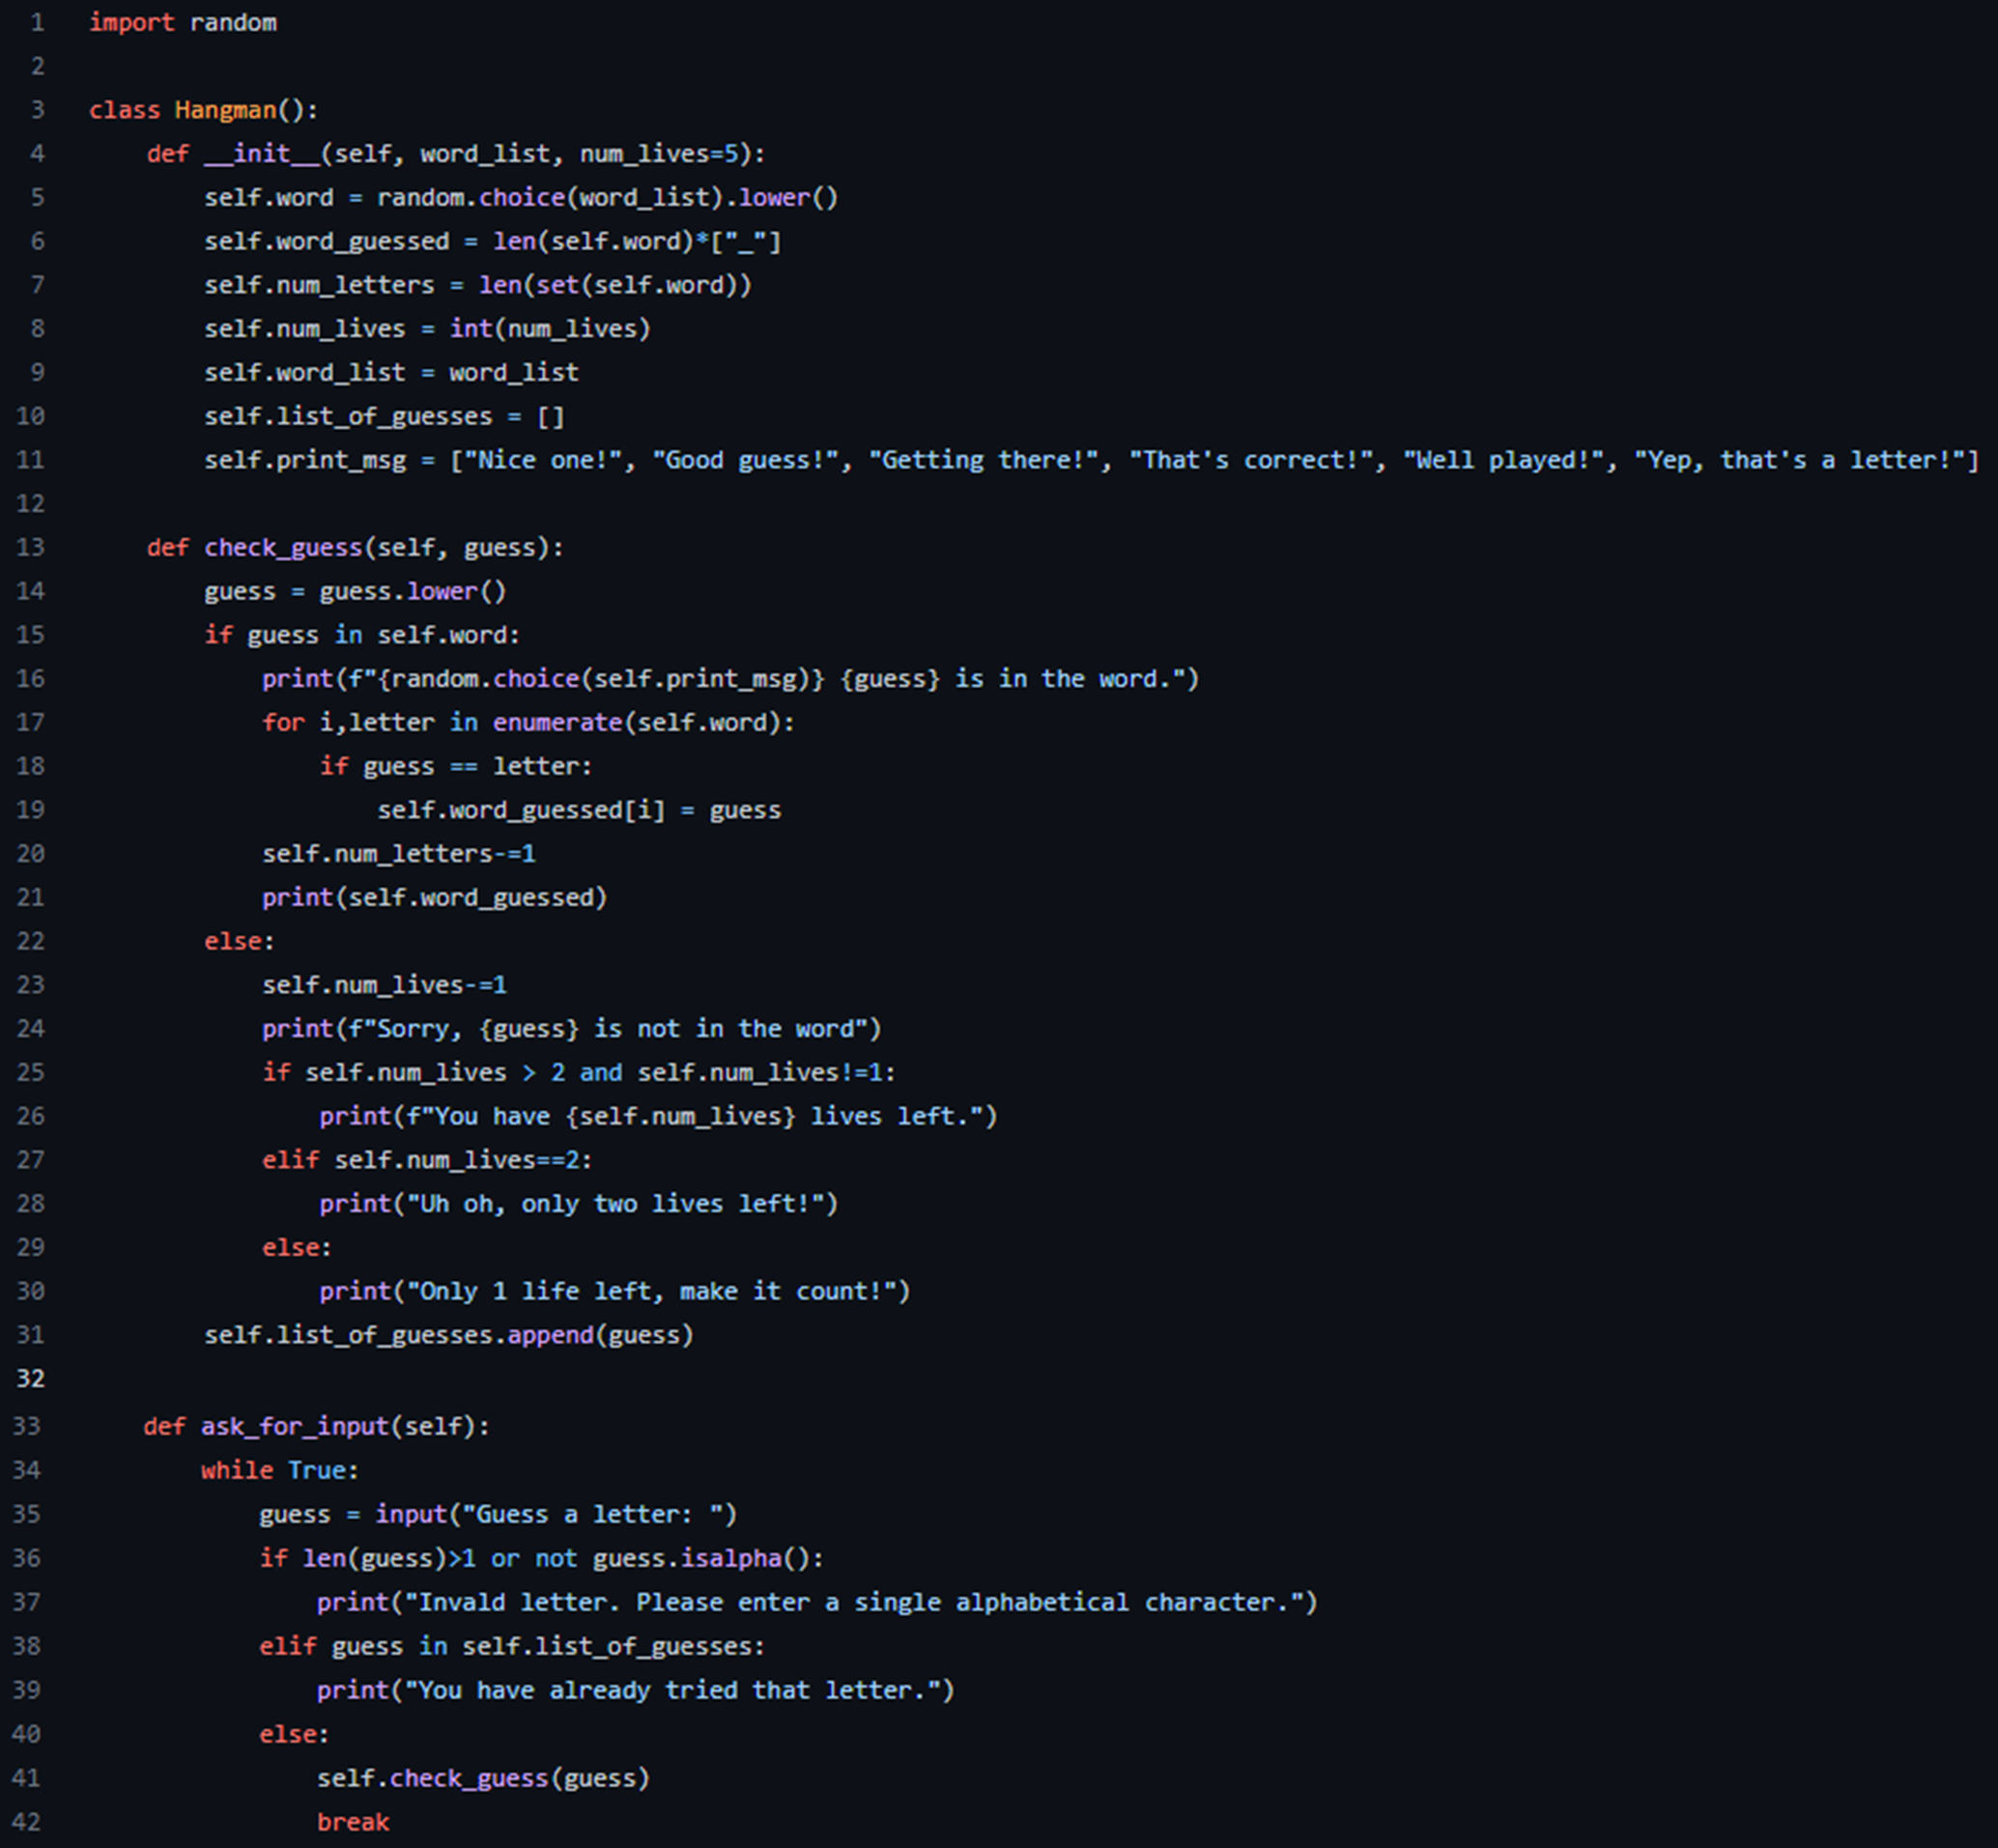 1 import random
2
3 class Hangman():
4     def __init__(self, word_list, num_lives=5):
5         self.word = random.choice(word_list).lower()
6         self.word_guessed = len(self.word)*["_"]
7         self.num_letters = len(set(self.word))
8         self.num_lives = int(num_lives)
9         self.word_list = word_list
10         self.list_of_guesses = []
11         self.print_msg = ["Nice one!", "Good guess!", "Getting there!", "That's correct!", "Well played!", "Yep, that's a letter!"]
12
13     def check_guess(self, guess):
14         guess = guess.lower()
15         if guess in self.word:
16             print(f"{random.choice(self.print_msg)} {guess} is in the word.")
17             for i,letter in enumerate(self.word):
18                 if guess == letter:
19                     self.word_guessed[i] = guess
20             self.num_letters-=1
21             print(self.word_guessed)
22         else:
23             self.num_lives-=1
24             print(f"Sorry, {guess} is not in the word")
25             if self.num_lives > 2 and self.num_lives!=1:
26                 print(f"You have {self.num_lives} lives left.")
27             elif self.num_lives==2:
28                 print("Uh oh, only two lives left!")
29             else:
30                 print("Only 1 life left, make it count!")
31         self.list_of_guesses.append(guess)
32
33     def ask_for_input(self):
34         while True:
35             guess = input("Guess a letter: ")
36             if len(guess)>1 or not guess.isalpha():
37                 print("Invald letter. Please enter a single alphabetical character.")
38             elif guess in self.list_of_guesses:
39                 print("You have already tried that letter.")
40             else:
41                 self.check_guess(guess)
42                 break